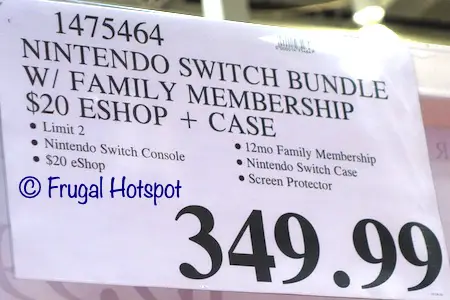 1475464
NINTENDO SWITCH BUNDLE
W/ FAMILY MEMBERSHIP
$20 ESHOP + CASE
• Limit 2
• Nintendo Switch Console
• $20 eShop
• 12mo Family Membership
• Nintendo Switch Case
• Screen Protector
© Frugal Hotspot
349.99